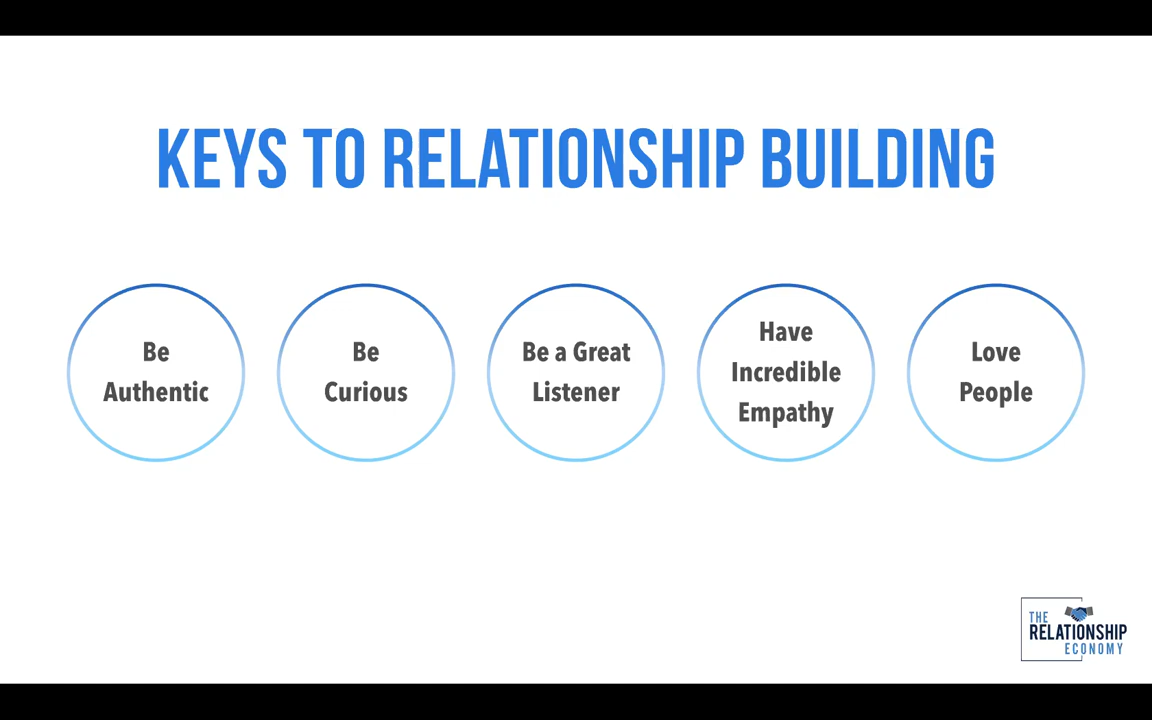 KEYS TO RELATIONSHIP BUILDING
Be
Authentic
Be
Curious
Be a Great
Listener
Have
Incredible
Empathy
Love
People
THE
RELATIONSHIP
ECONOMY